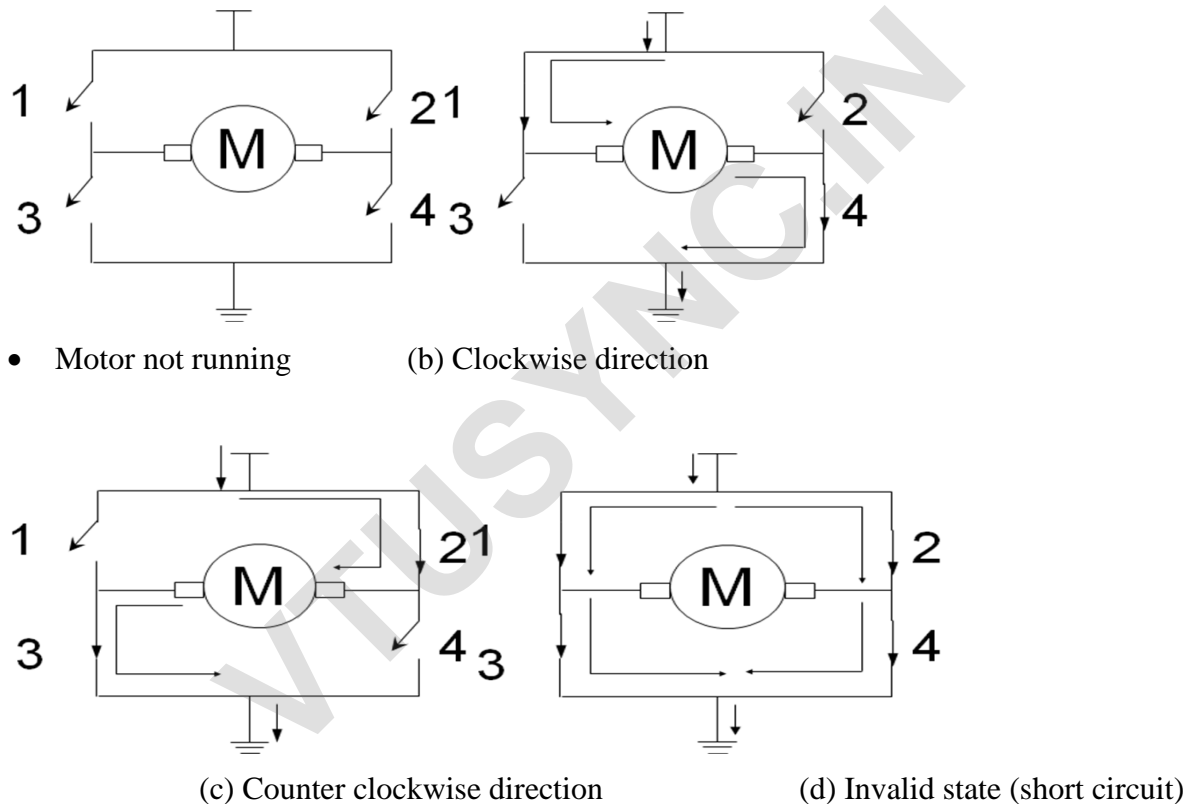 1 M 21 M 2
3 4 3 4
• Motor not running (b) Clockwise direction
1 M 21 M 2
3 4 3 4
(c) Counter clockwise direction (d) Invalid state (short circuit)
VTUSYNC.iN